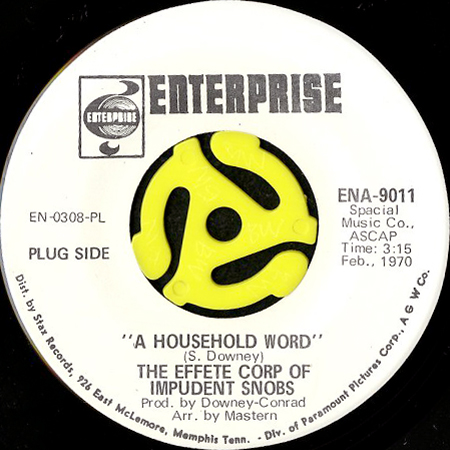 ENTERPRISE
ENTERPRISE
ENA-9011
Spacial
Music Co.,
ASCAP
Time: 3:15
Feb., 1970
EN-0308-PL
PLUG SIDE
"A HOUSEHOLD WORD"
(S. Downey)
THE EFFETE CORP OF
IMPUDENT SNOBS
Prod. by Downey-Conrad
Arr. by Mastern
Dist. by Stax Records, 926 East McLemore, Memphis Tenn. - Div. of Paramount Pictures Corp., A G W Co.